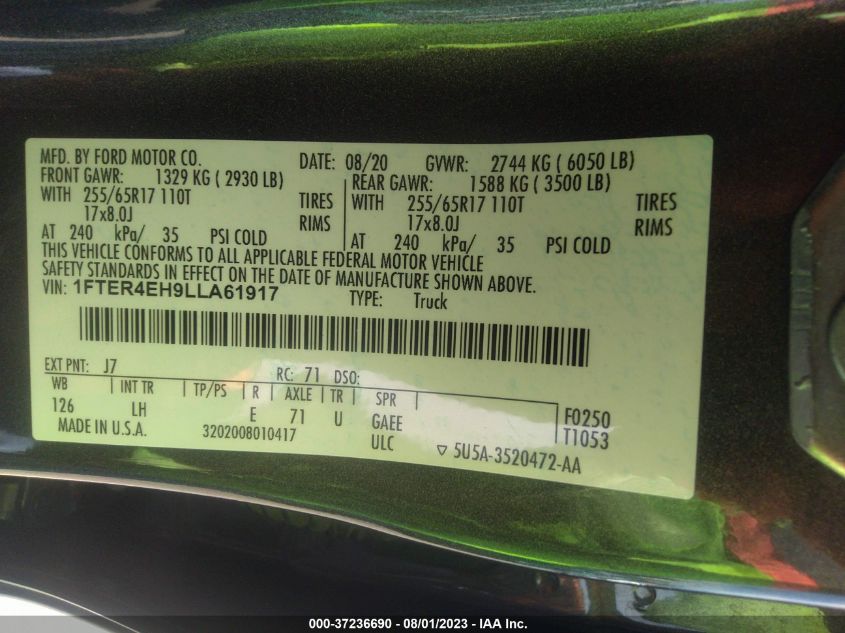 MFD. BY FORD MOTOR CO. DATE: 08/20 GVWR: 2744 KG ( 6050 LB)
FRONT GAWR: 1329 KG ( 2930 LB) REAR GAWR: 1588 KG ( 3500 LB)
WITH 255/65R17 110T TIRES WITH 255/65R17 110T TIRES
17x8.0J RIMS 17x8.0J RIMS
AT 240 kPa/ 35 PSI COLD AT 240 kPa/ 35 PSI COLD
THIS VEHICLE CONFORMS TO ALL APPLICABLE FEDERAL MOTOR VEHICLE
SAFETY STANDARDS IN EFFECT ON THE DATE OF MANUFACTURE SHOWN ABOVE.
VIN: 1FTER4EH9LLA61917 TYPE: Truck
EXT PNT: J7 RC: 71 DSO:
WB INT TR TP/PS R AXLE TR SPR
126 LH E 71 U GAEE F0250
MADE IN U.S.A. 3202008010417 ULC T1053
▽ 5U5A-3520472-AA
000-37236690 - 08/01/2023 - IAA Inc.